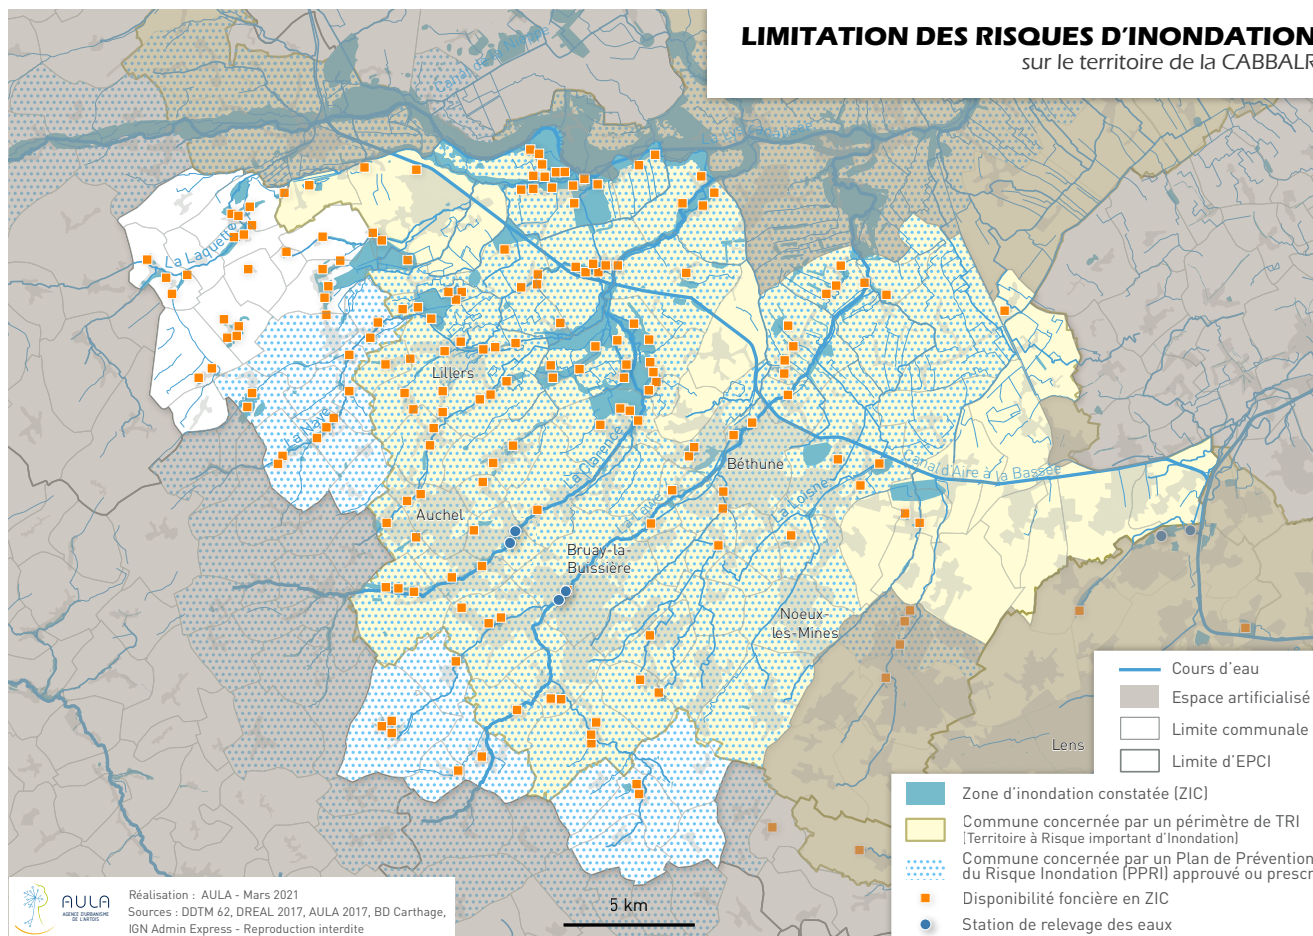 LIMITATION DES RISQUES D'INONDATION
sur le territoire de la CABBALR
Canal de la Nieppe
La Lys
La Laquette
Lillers
La Nave
La Clarence
Béthune
Canal d'Aire à la Bassée
La Lawe
La Loisne
Auchel
Bruay-la-
Buissière
Noeux
les-Mines
Lens
Cours d'eau
Espace artificialisé
Limite communale
Limite d'EPCI
Zone d'inondation constatée (ZIC)
Commune concernée par un périmètre de TRI
(Territoire à Risque important d'Inondation)
Commune concernée par un Plan de Prévention
du Risque Inondation (PPRI) approuvé ou prescr
Disponibilité foncière en ZIC
Station de relevage des eaux
5 km
AULA
AGENCE D'URBANISME
DE L'ARTOIS
Réalisation : AULA - Mars 2021
Sources : DDTM 62, DREAL 2017, AULA 2017, BD Carthage,
IGN Admin Express - Reproduction interdite